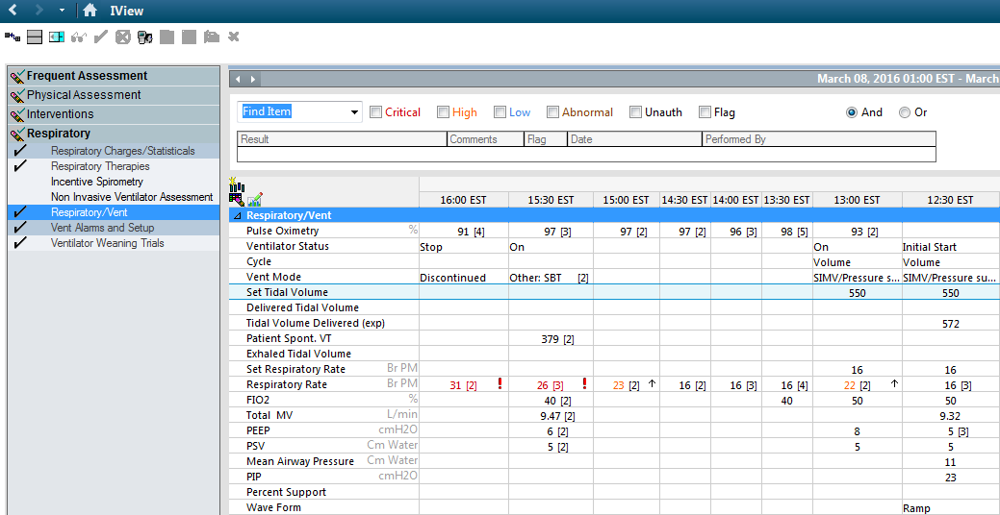 IView
Frequent Assessment
Physical Assessment
Interventions
Respiratory
Respiratory Charges/Statisticals
Respiratory Therapies
Incentive Spirometry
Non Invasive Ventilator Assessment
Respiratory/Vent
Vent Alarms and Setup
Ventilator Weaning Trials
March 08, 2016 01:00 EST - March
Find Item Critical High Low Abnormal Unauth Flag And Or
Result Comments Flag Date Performed By
16:00 EST 15:30 EST 15:00 EST 14:30 EST 14:00 EST 13:30 EST 13:00 EST 12:30 EST
Respiratory/Vent
Pulse Oximetry % 91 [4] 97 [3] 97 [2] 97 [2] 96 [3] 98 [5] 93 [2]
Ventilator Status Stop On On Initial Start
Cycle Volume Volume
Vent Mode Discontinued Other: SBT [2] SIMV/Pressure s... SIMV/Pressure su...
Set Tidal Volume 550 550
Delivered Tidal Volume
Tidal Volume Delivered (exp) 572
Patient Spont. VT 379 [2]
Exhaled Tidal Volume
Set Respiratory Rate Br PM 16 16
Respiratory Rate Br PM 31 [2] ! 26 [3] ! 23 [2] ↑ 16 [2] 16 [3] 16 [4] 22 [2] ↑ 16 [3]
FIO2 % 40 [2] 40 50 50
Total MV L/min 9.47 [2] 9.32
PEEP cmH2O 6 [2] 8 5 [3]
PSV Cm Water 5 [2] 5 5
Mean Airway Pressure Cm Water 11
PIP cmH2O 23
Percent Support
Wave Form Ramp